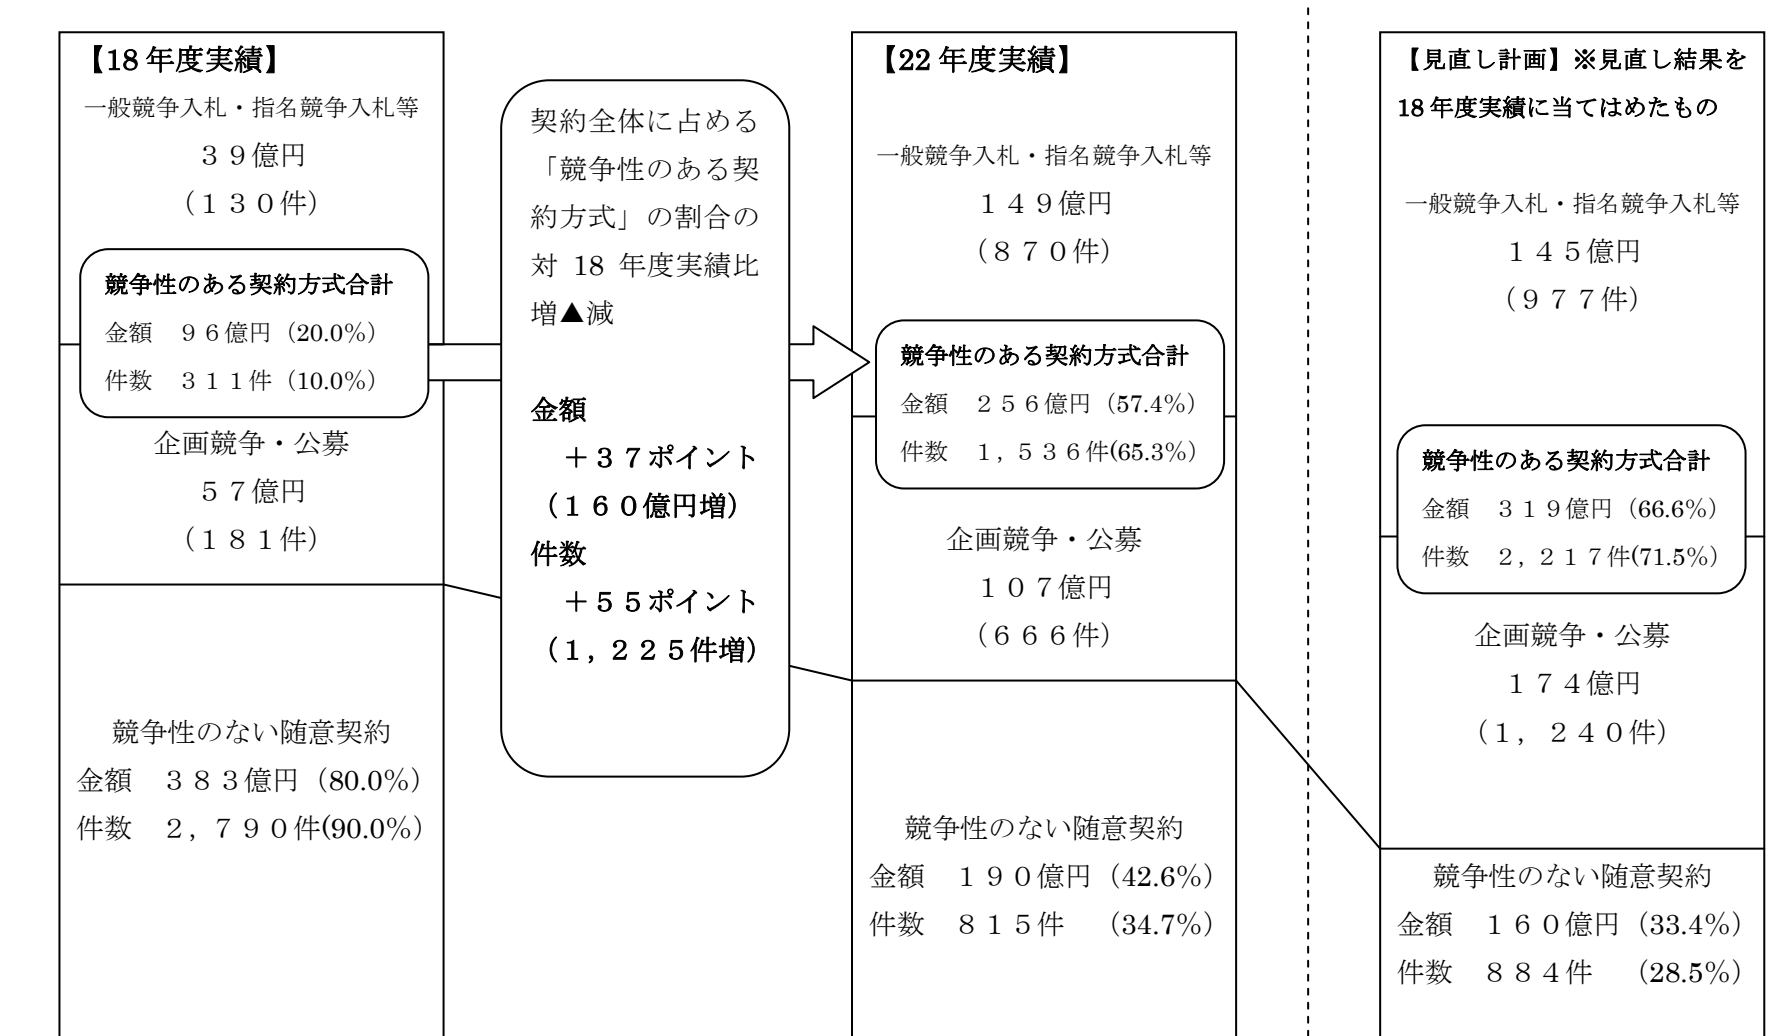 【18 年度実績】
一般競争入札・指名競争入札等
３９億円
（１３０件）
競争性のある契約方式合計
金額　９６億円（20.0%）
件数　３１１件（10.0%）
企画競争・公募
５７億円
（１８１件）
競争性のない随意契約
金額　３８３億円（80.0%）
件数　２，７９０件(90.0%）
契約全体に占める
「競争性のある契
約方式」の割合の
対 18 年度実績比
増▲減
金額
＋３７ポイント
（１６０億円増）
件数
＋５５ポイント
（１，２２５件増）
【22 年度実績】
一般競争入札・指名競争入札等
１４９億円
（８７０件）
競争性のある契約方式合計
金額　２５６億円（57.4%）
件数　１，５３６件(65.3%）
企画競争・公募
１０７億円
（６６６件）
競争性のない随意契約
金額　１９０億円（42.6%）
件数　８１５件　（34.7%）
【見直し計画】※見直し結果を
18 年度実績に当てはめたもの
一般競争入札・指名競争入札等
１４５億円
（９７７件）
競争性のある契約方式合計
金額　３１９億円（66.6%）
件数　２，２１７件(71.5%）
企画競争・公募
１７４億円
（１，２４０件）
競争性のない随意契約
金額　１６０億円（33.4%）
件数　８８４件　（28.5%）